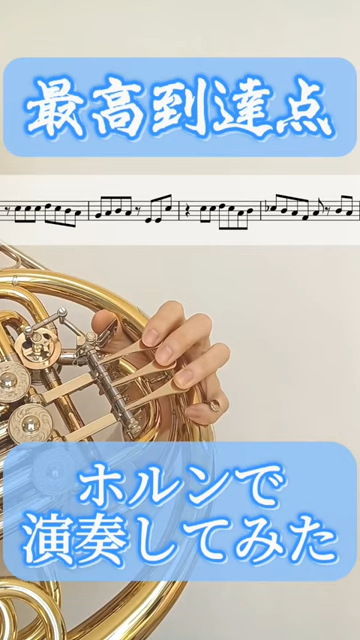 最高到達点
ホルンで
演奏してみた